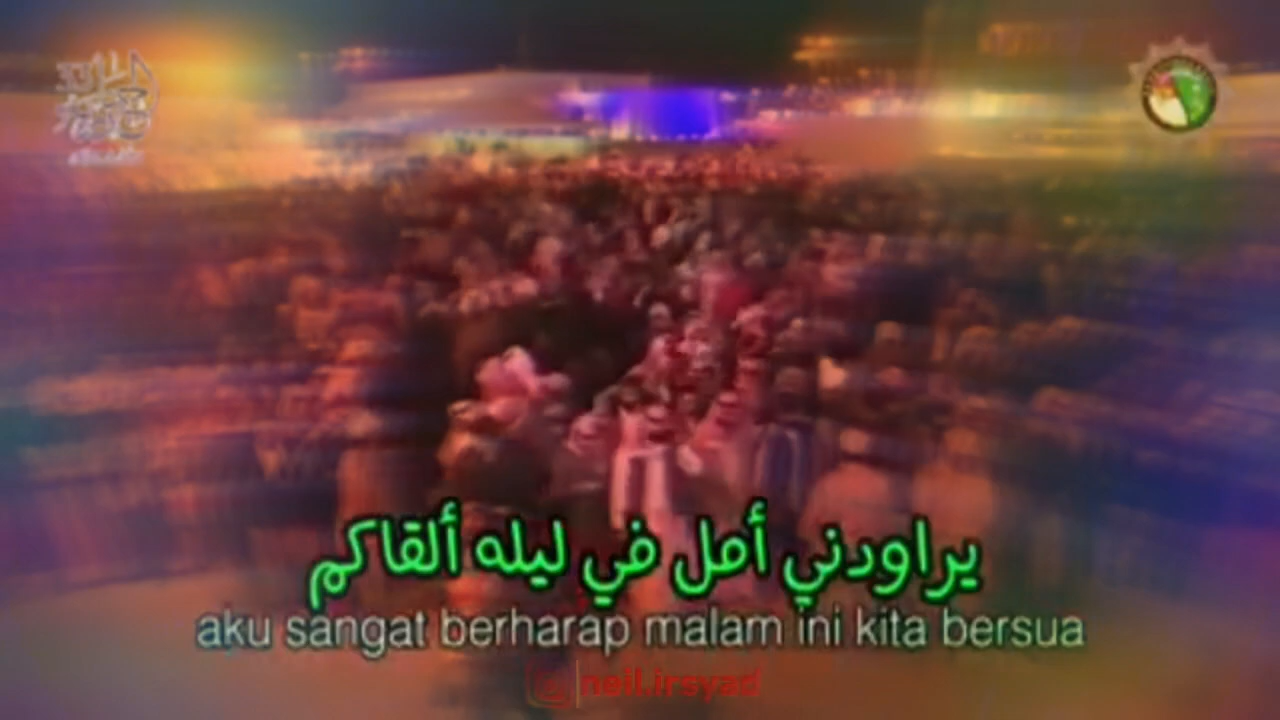 يراودني أمل في ليله ألقاكم
aku sangat berharap malam ini kita bersua
neil.irsyad